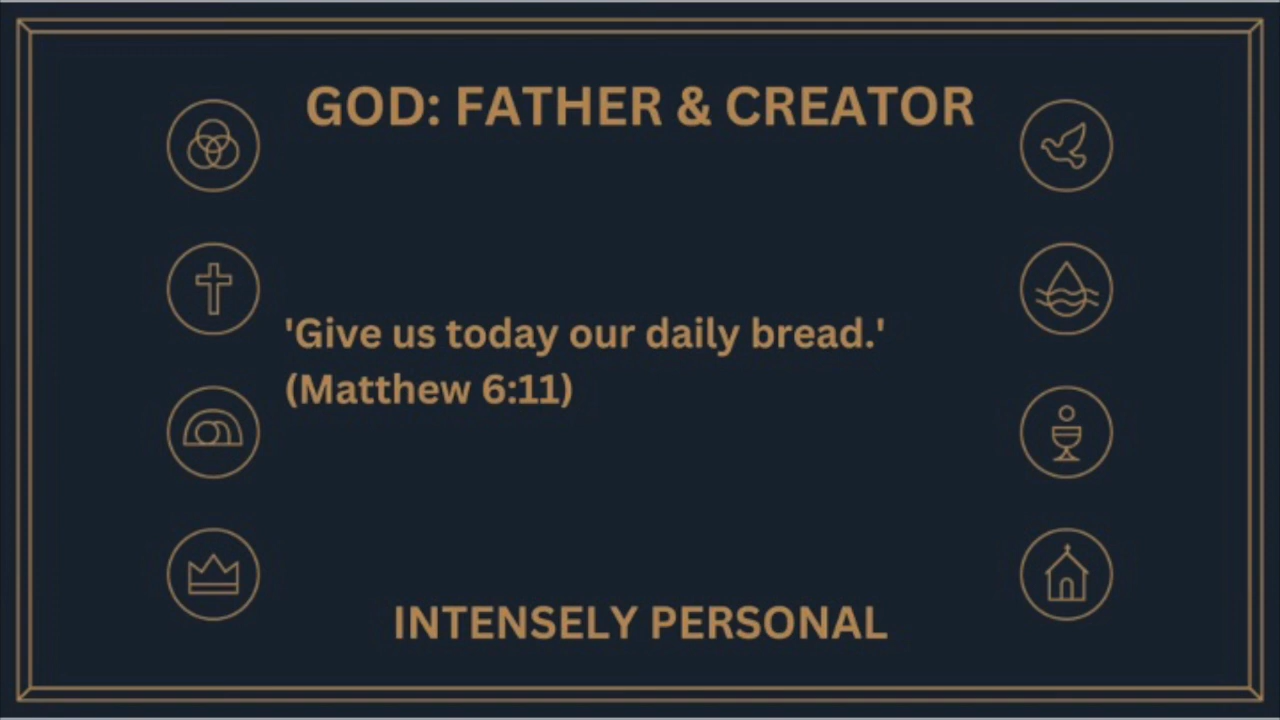 GOD: FATHER & CREATOR
'Give us today our daily bread.'
(Matthew 6:11)
INTENSELY PERSONAL